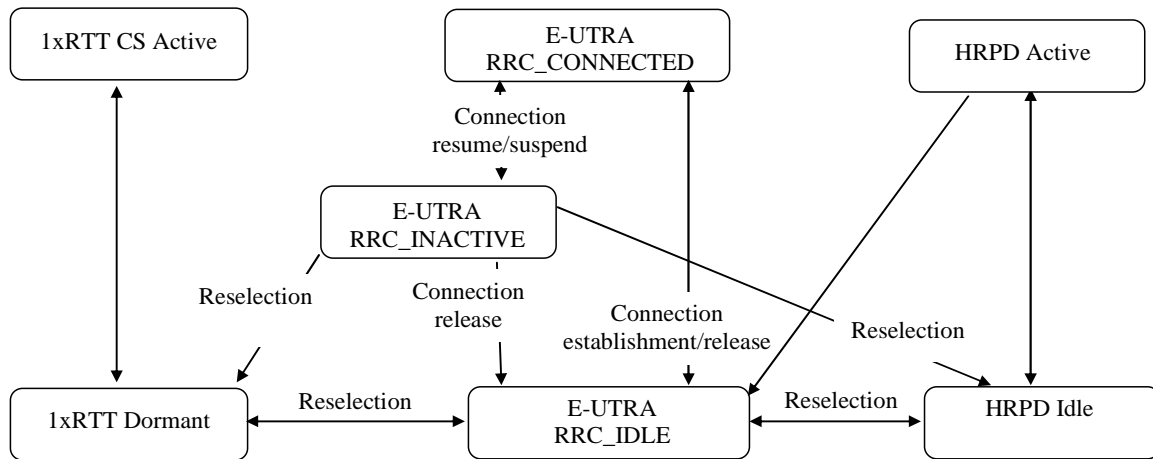 1xRTT CS Active
E-UTRA
RRC_CONNECTED
HRPD Active
Connection
resume/suspend
E-UTRA
RRC_INACTIVE
Reselection
Connection
release
Connection
establishment/release
Reselection
1xRTT Dormant
Reselection
E-UTRA
RRC_IDLE
Reselection
HRPD Idle